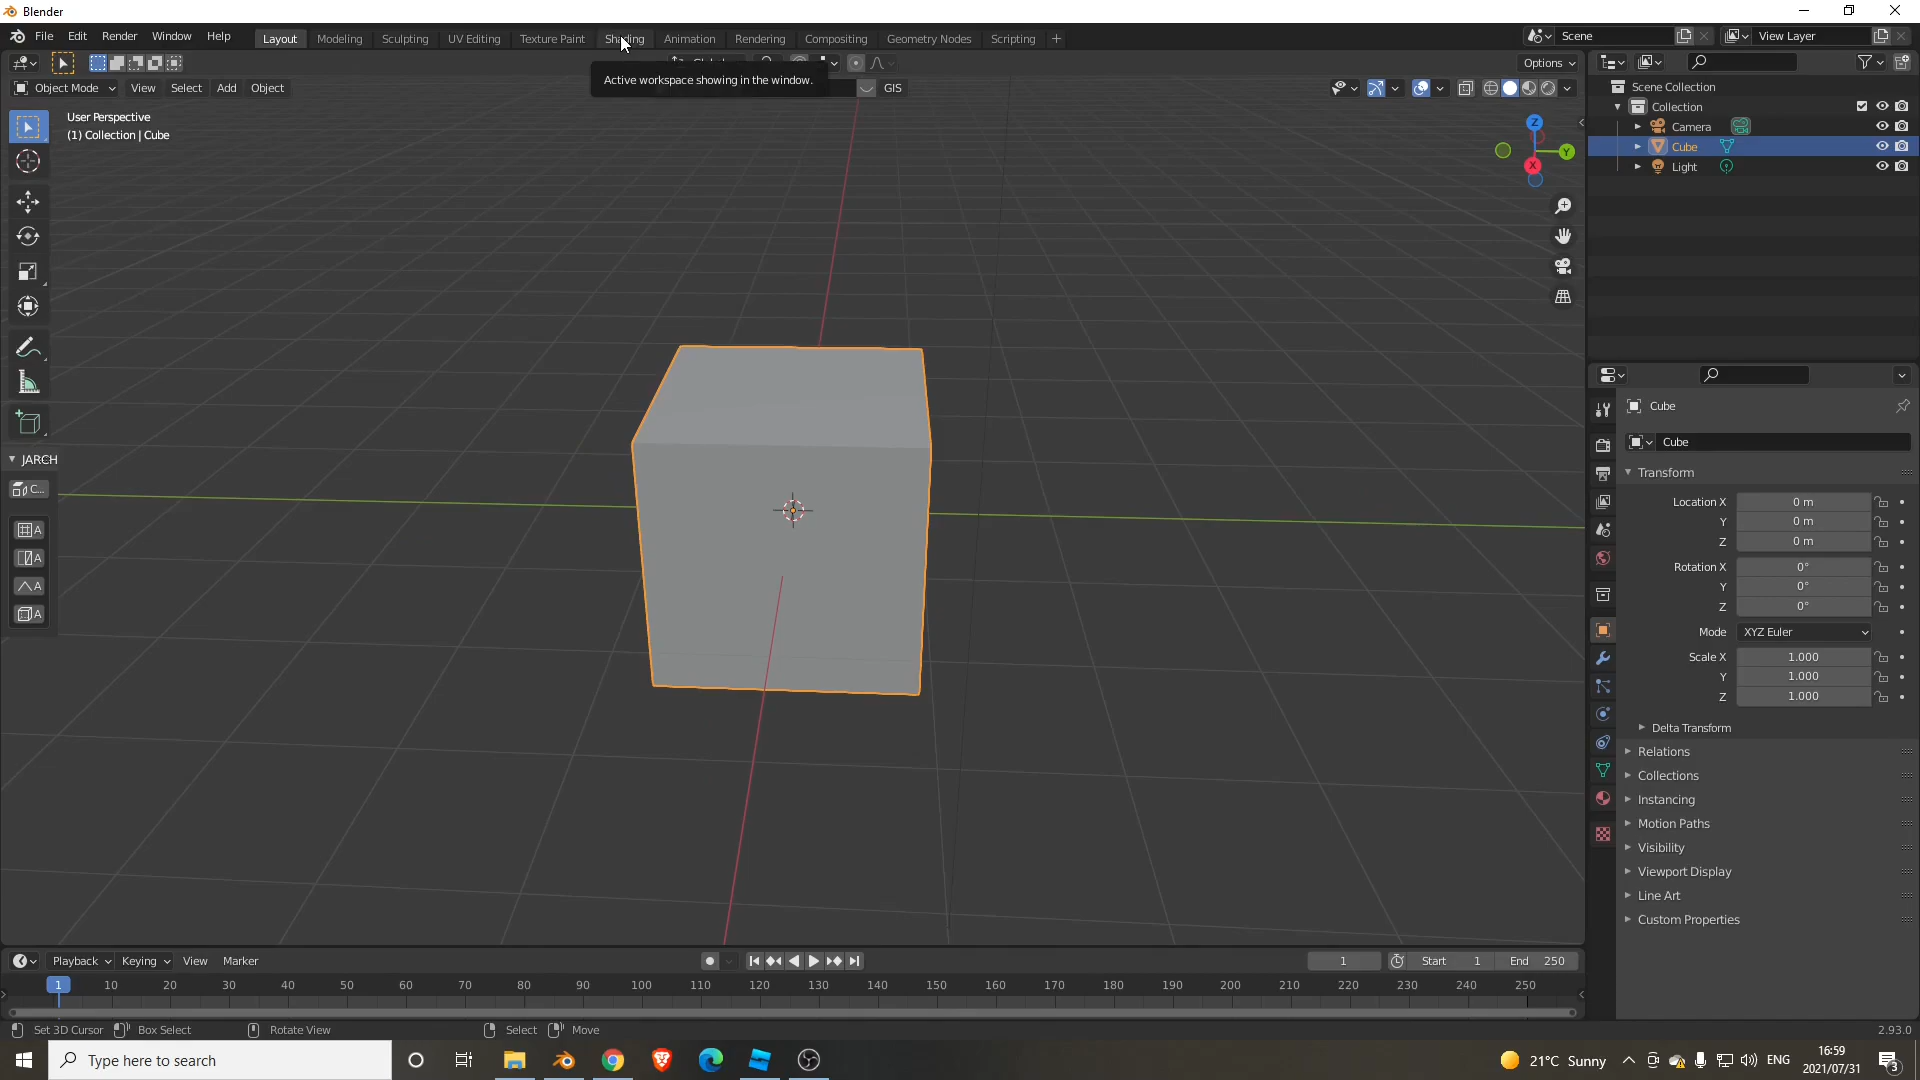 Blender
File Edit Render Window Help Layout Modeling Sculpting UV Editing Texture Paint Shading Animation Rendering Compositing Geometry Nodes Scripting + Scene View Layer
Options
Active workspace showing in the window.
Object Mode View Select Add Object GIS
User Perspective
(1) Collection | Cube
Z
Y
X
JARCH
C...
A
A
A
A
Scene Collection
Collection
Camera
Cube
Light
Cube
Cube
Transform
Location X 0 m
Y 0 m
Z 0 m
Rotation X 0°
Y 0°
Z 0°
Mode XYZ Euler
Scale X 1.000
Y 1.000
Z 1.000
Delta Transform
Relations
Collections
Instancing
Motion Paths
Visibility
Viewport Display
Line Art
Custom Properties
Playback Keying View Marker 1 Start 1 End 250
1 10 20 30 40 50 60 70 80 90 100 110 120 130 140 150 160 170 180 190 200 210 220 230 240 250
Set 3D Cursor Box Select Rotate View Select Move 2.93.0
Type here to search 21°C Sunny ENG 16:59
2021/07/31
3